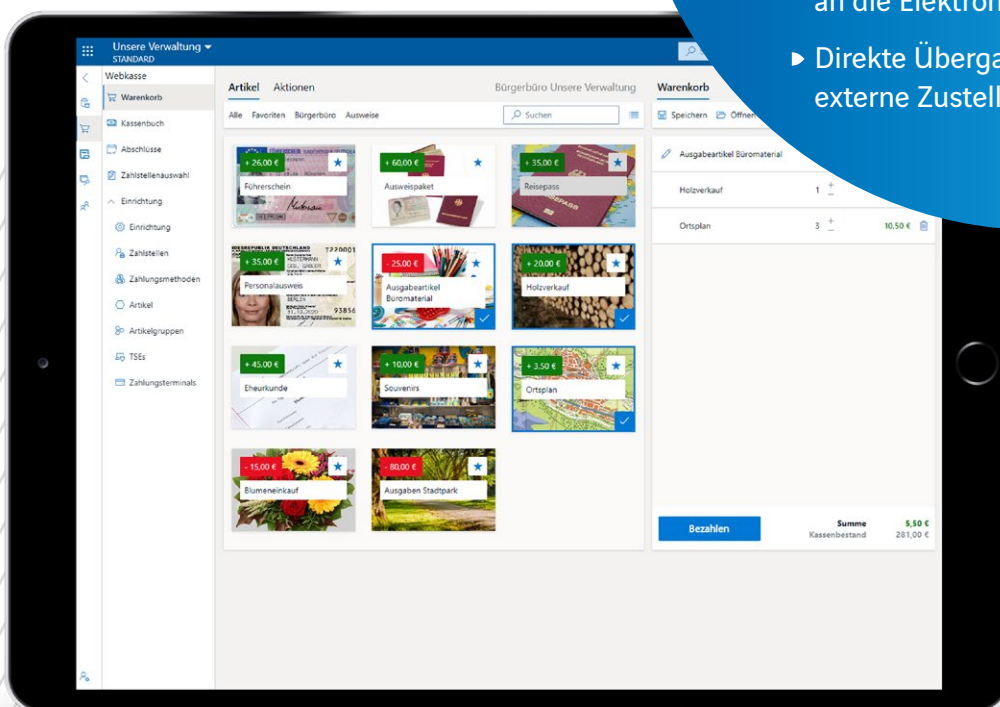 an die Elektron
Direkte Überga
externe Zustell
Unsere Verwaltung
STANDARD
Webkasse
Warenkorb
Kassenbuch
Abschlüsse
Zahlstellenauswahl
Einrichtung
Einrichtung
Zahlstellen
Zahlungsmethoden
Artikel
Artikelgruppen
TSEs
Zahlungsterminals
Artikel Aktionen Bürgerbüro Unsere Verwaltung
Alle Favoriten Bürgerbüro Ausweise Suchen
+ 26,00 €
Führerschein
+ 60,00 €
Ausweispaket
+ 35,00 €
Reisepass
REISEPASS
BUNDESREPUBLIK DEUTSCHLAND
+ 35,00 €
Personalausweis
BERLIN
- 25,00 €
Ausgabeartikel
Büromaterial
+ 20,00 €
Holzverkauf
+ 45,00 €
Eheurkunde
+ 10,00 €
Souvenirs
+ 3,50 €
Ortsplan
- 15,00 €
Blumeneinkauf
- 80,00 €
Ausgaben Stadtpark
Warenkorb
Speichern Öffnen
Ausgabeartikel Büromaterial
Holzverkauf 1 + −
Ortsplan 3 + − 10,50 €
Bezahlen
Summe 5,50 €
Kassenbestand 281,00 €